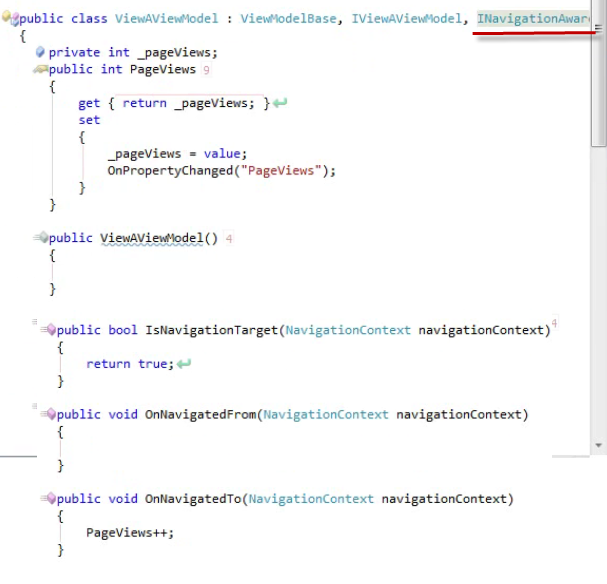 public class ViewAViewModel : ViewModelBase, IViewAViewModel, INavigationAwar
{
private int _pageViews;
public int PageViews 9
{
get { return _pageViews; }
set
{
_pageViews = value;
OnPropertyChanged("PageViews");
}
}
public ViewAViewModel() 4
{
}
public bool IsNavigationTarget(NavigationContext navigationContext) 4
{
return true;
}
public void OnNavigatedFrom(NavigationContext navigationContext)
{
}
public void OnNavigatedTo(NavigationContext navigationContext)
{
PageViews++;
}